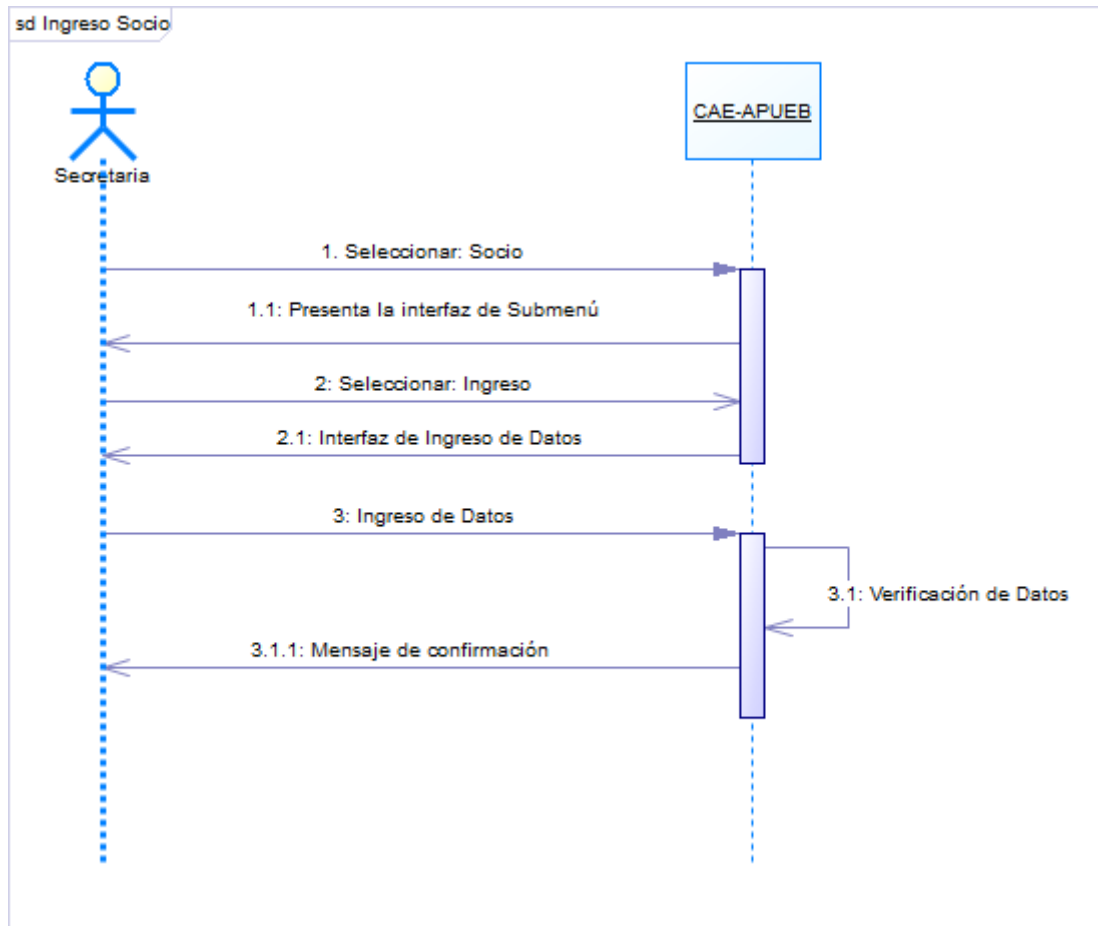 sd Ingreso Socio
CAE-APUEB
Secretaria
1. Seleccionar: Socio
1.1: Presenta la interfaz de Submenú
2: Seleccionar: Ingreso
2.1: Interfaz de Ingreso de Datos
3: Ingreso de Datos
3.1: Verificación de Datos
3.1.1: Mensaje de confirmación